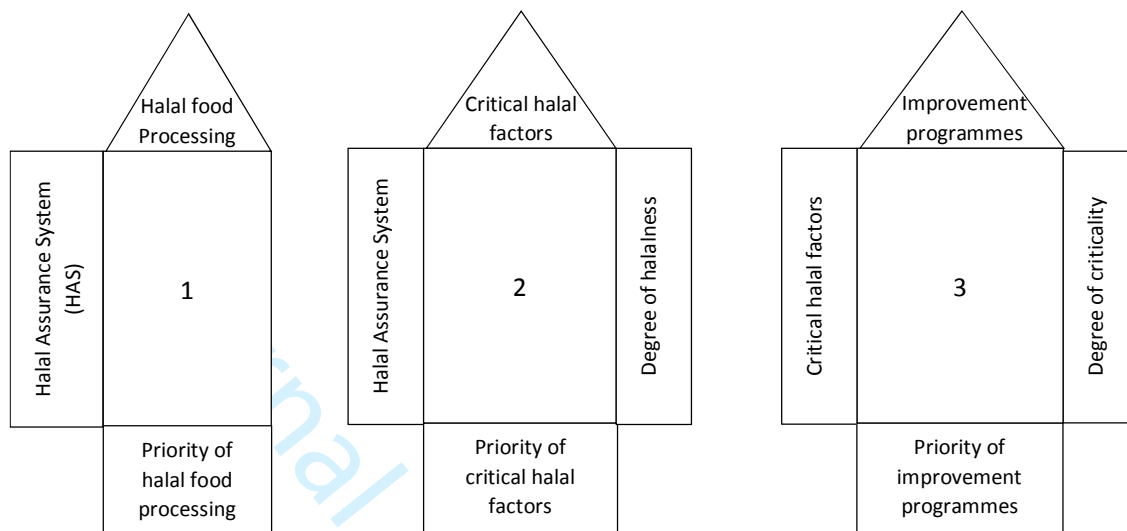 Halal food
Processing
Halal Assurance System
(HAS)
1
Priority of
halal food
processing
Critical halal
factors
Halal Assurance System
2
Degree of halalness
Priority of
critical halal
factors
Improvement
programmes
Critical halal factors
3
Degree of criticality
Priority of
improvement
programmes